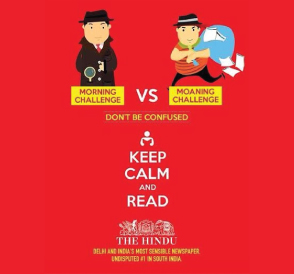 MORNING
CHALLENGE
VS
MOANING
CHALLENGE
DON'T BE CONFUSED
KEEP
CALM
AND
READ
THE HINDU
DELHI AND INDIA'S MOST SENSIBLE NEWSPAPER.
UNDISPUTED #1 IN SOUTH INDIA.